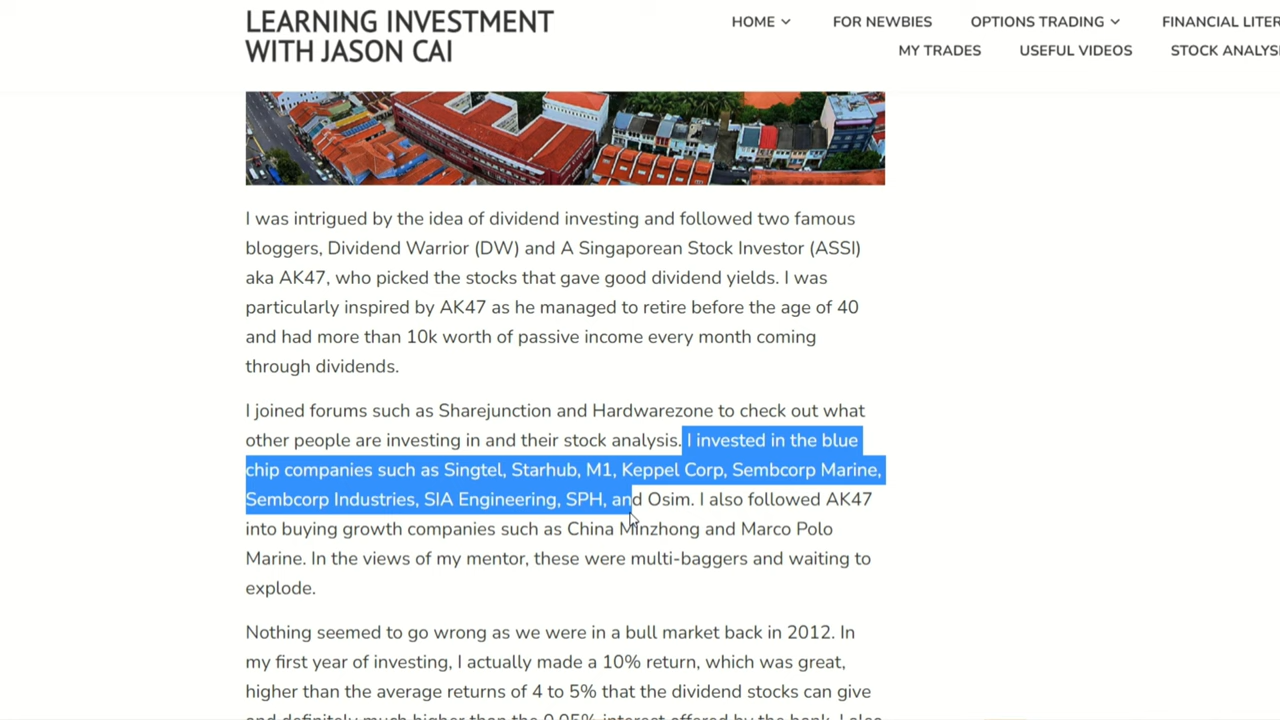 LEARNING INVESTMENT
WITH JASON CAI
HOME
FOR NEWBIES
OPTIONS TRADING
FINANCIAL LITER
MY TRADES
USEFUL VIDEOS
STOCK ANALYS
I was intrigued by the idea of dividend investing and followed two famous
bloggers, Dividend Warrior (DW) and A Singaporean Stock Investor (ASSI)
aka AK47, who picked the stocks that gave good dividend yields. I was
particularly inspired by AK47 as he managed to retire before the age of 40
and had more than 10k worth of passive income every month coming
through dividends.
I joined forums such as Sharejunction and Hardwarezone to check out what
other people are investing in and their stock analysis. I invested in the blue
chip companies such as Singtel, Starhub, M1, Keppel Corp, Sembcorp Marine,
Sembcorp Industries, SIA Engineering, SPH, and Osim. I also followed AK47
into buying growth companies such as China Minzhong and Marco Polo
Marine. In the views of my mentor, these were multi-baggers and waiting to
explode.
Nothing seemed to go wrong as we were in a bull market back in 2012. In
my first year of investing, I actually made a 10% return, which was great,
higher than the average returns of 4 to 5% that the dividend stocks can give
and definitely much higher than the 0.05% interest offered by the bank. I also